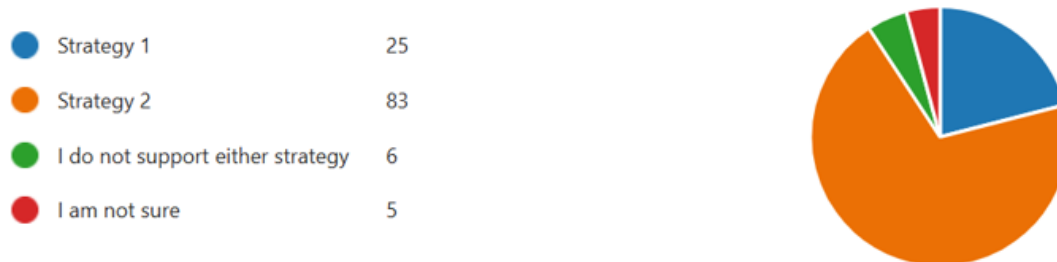 Strategy 1 25
Strategy 2 83
I do not support either strategy 6
I am not sure 5